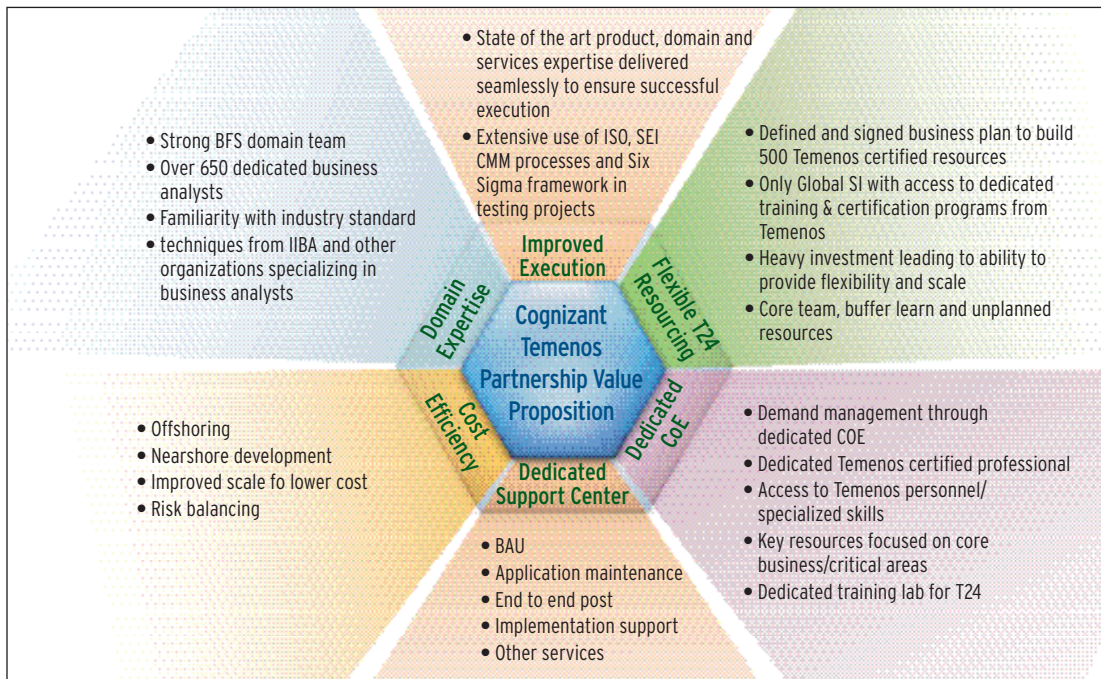 • State of the art product, domain and
services expertise delivered
seamlessly to ensure successful
execution
• Extensive use of ISO, SEI
CMM processes and Six
Sigma framework in
testing projects
Improved
Execution
• Strong BFS domain team
• Over 650 dedicated business
analysts
• Familiarity with industry standard
• techniques from IIBA and other
organizations specializing in
business analysts
Domain
Expertise
• Defined and signed business plan to build
500 Temenos certified resources
• Only Global SI with access to dedicated
training & certification programs from
Temenos
• Heavy investment leading to ability to
provide flexibility and scale
• Core team, buffer learn and unplanned
resources
Flexible T24
Resourcing
Cognizant
Temenos
Partnership Value
Proposition
• Offshoring
• Nearshore development
• Improved scale fo lower cost
• Risk balancing
Cost
Efficiency
Dedicated
Support Center
• BAU
• Application maintenance
• End to end post
• Implementation support
• Other services
Dedicated
CoE
• Demand management through
dedicated COE
• Dedicated Temenos certified professional
• Access to Temenos personnel/
specialized skills
• Key resources focused on core
business/critical areas
• Dedicated training lab for T24